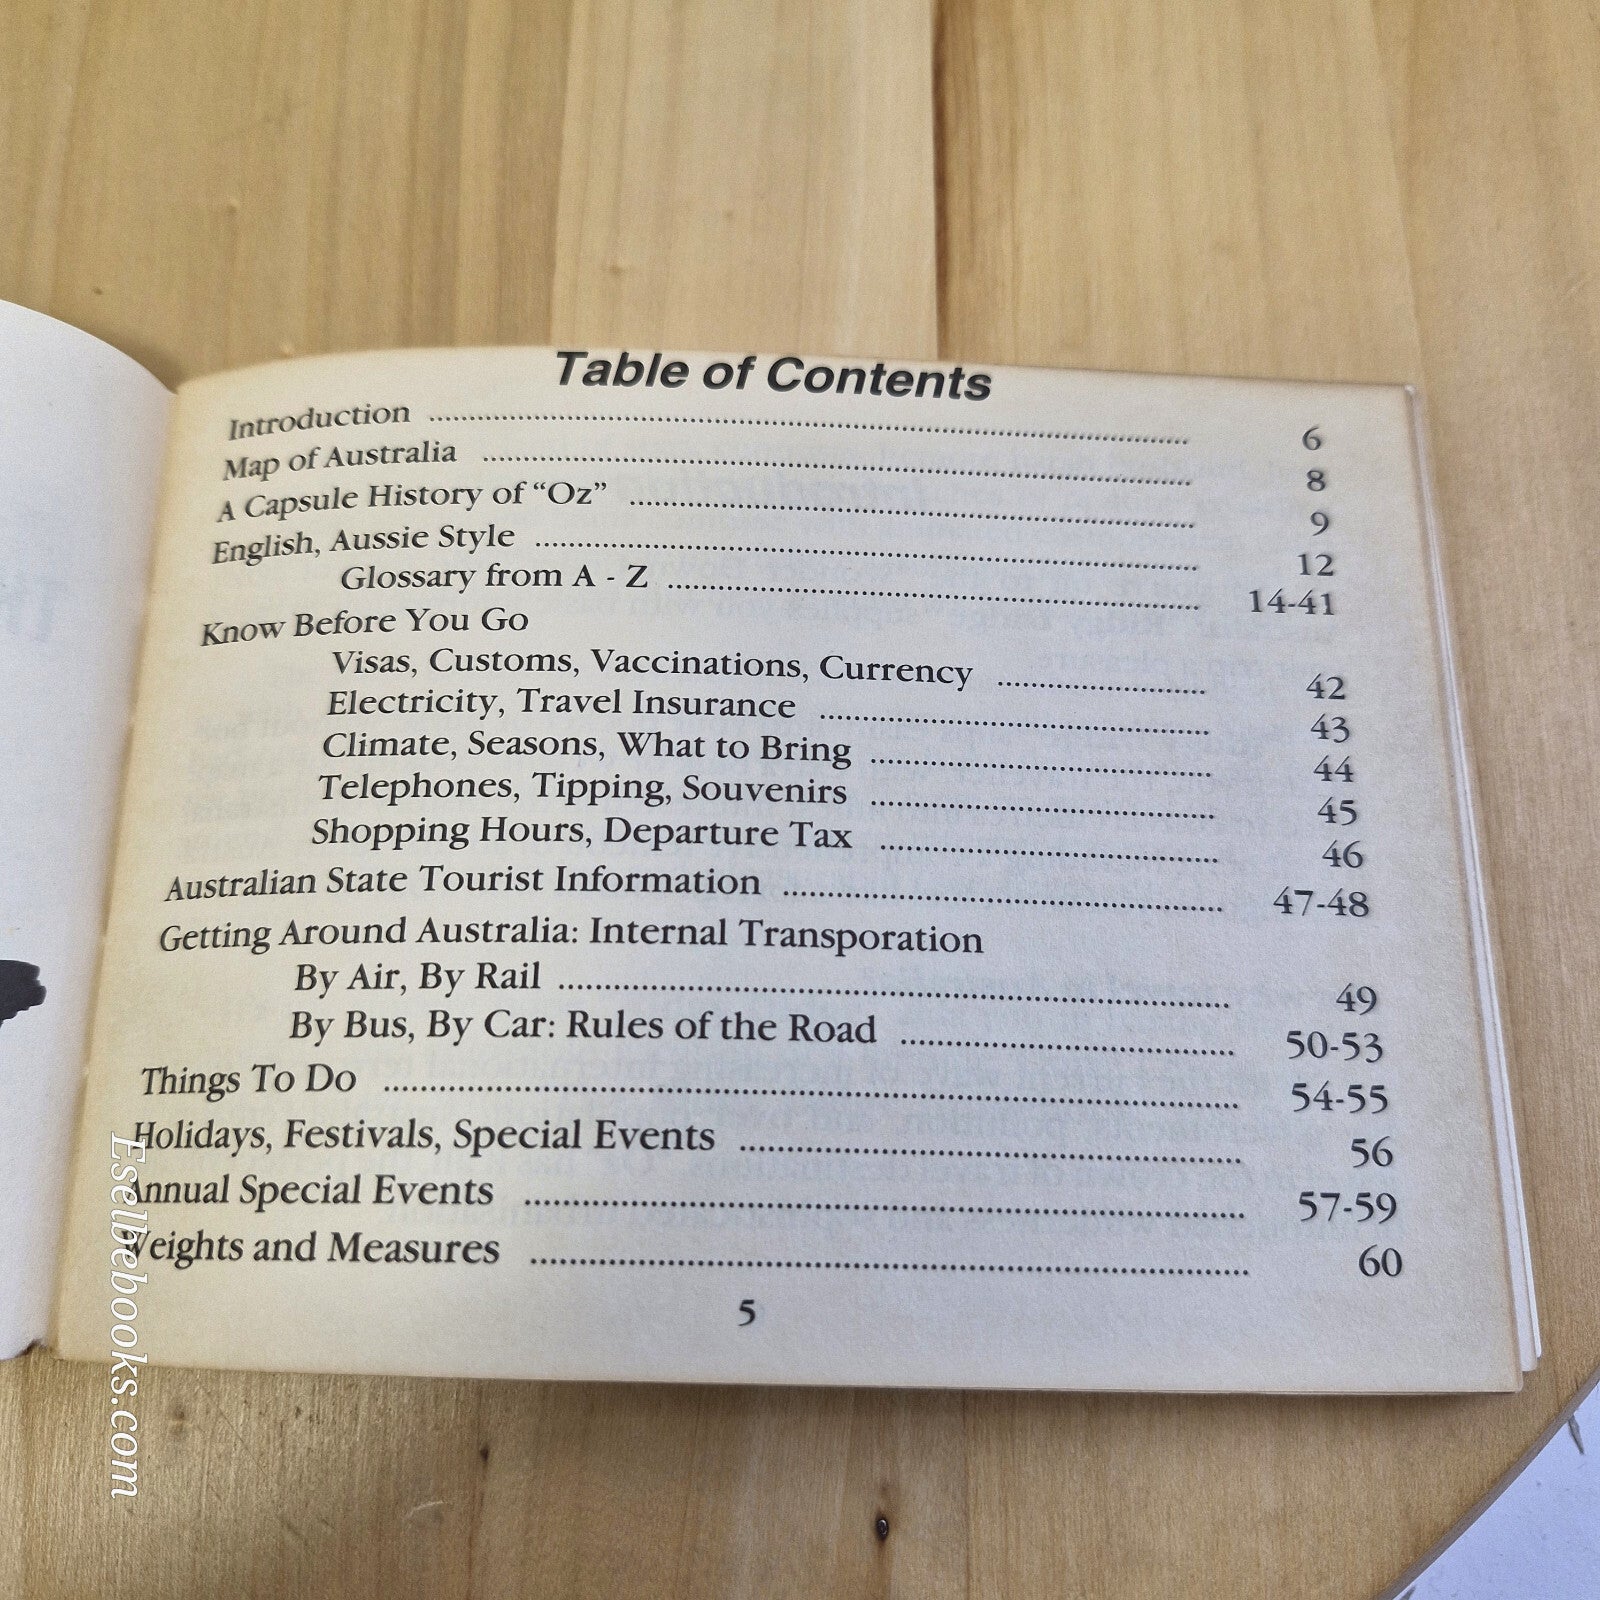 Table of Contents
Introduction ........ 6
Map of Australia ........ 8
A Capsule History of “Oz” ........ 9
English, Aussie Style ........ 12
Glossary from A - Z ........ 14-41
Know Before You Go
Visas, Customs, Vaccinations, Currency ........ 42
Electricity, Travel Insurance ........ 43
Climate, Seasons, What to Bring ........ 44
Telephones, Tipping, Souvenirs ........ 45
Shopping Hours, Departure Tax ........ 46
Australian State Tourist Information ........ 47-48
Getting Around Australia: Internal Transporation
By Air, By Rail ........ 49
By Bus, By Car: Rules of the Road ........ 50-53
Things To Do ........ 54-55
Holidays, Festivals, Special Events ........ 56
Annual Special Events ........ 57-59
Weights and Measures ........ 60
5
Eselbebooks.com